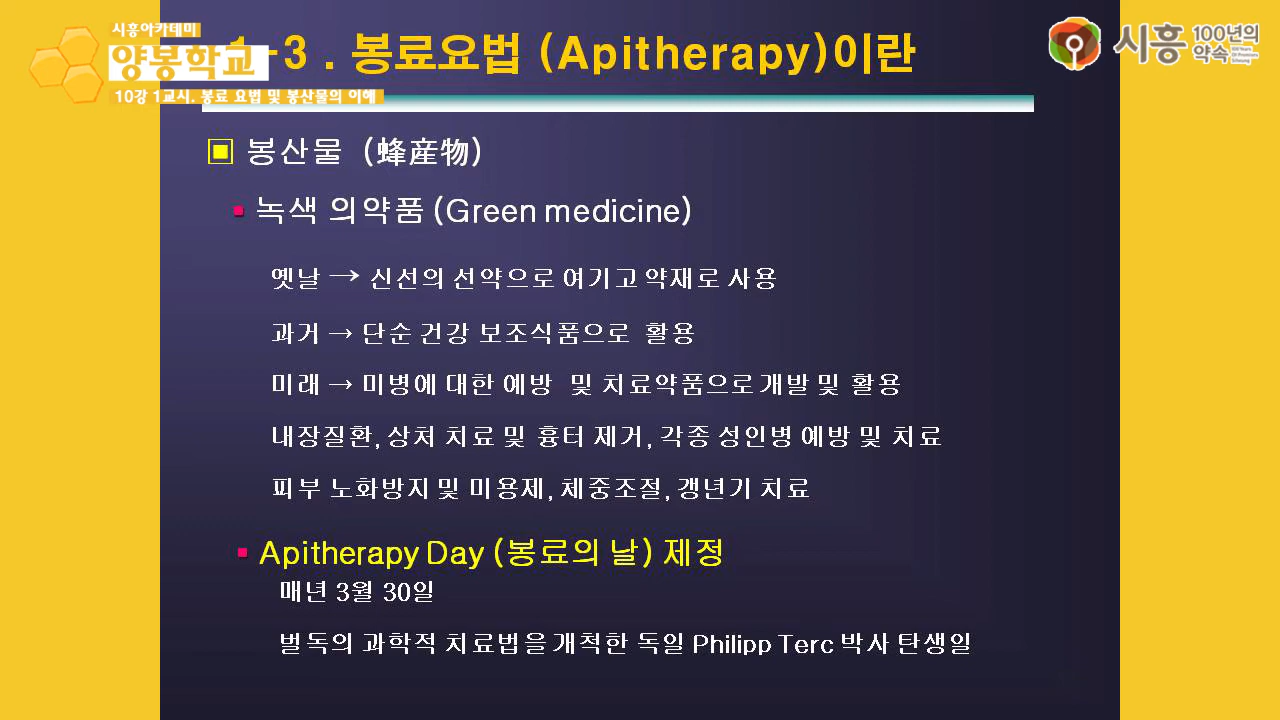 시흥아카데미
양봉학교
10강 1교시. 봉료 요법 및 봉산물의 이해
1-3 . 봉료요법 (Apitherapy)이란
시흥 100년의 약속
▣ 봉산물 (蜂産物)
▪ 녹색 의약품 (Green medicine)
옛날 → 신선의 선약으로 여기고 약재로 사용
과거 → 단순 건강 보조식품으로 활용
미래 → 미병에 대한 예방 및 치료약품으로 개발 및 활용
내장질환, 상처 치료 및 흉터 제거, 각종 성인병 예방 및 치료
피부 노화방지 및 미용제, 체중조절, 갱년기 치료
▪ Apitherapy Day (봉료의 날) 제정
매년 3월 30일
벌독의 과학적 치료법을 개척한 독일 Philipp Terc 박사 탄생일